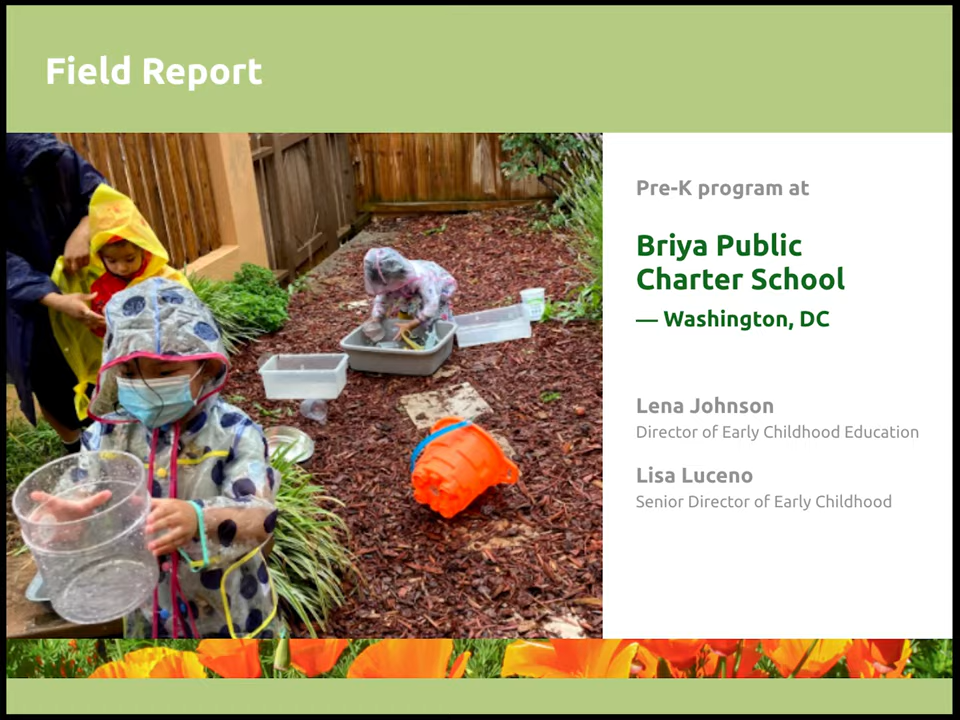 Field Report
Pre-K program at
Briya Public
Charter School
— Washington, DC
Lena Johnson
Director of Early Childhood Education
Lisa Luceno
Senior Director of Early Childhood